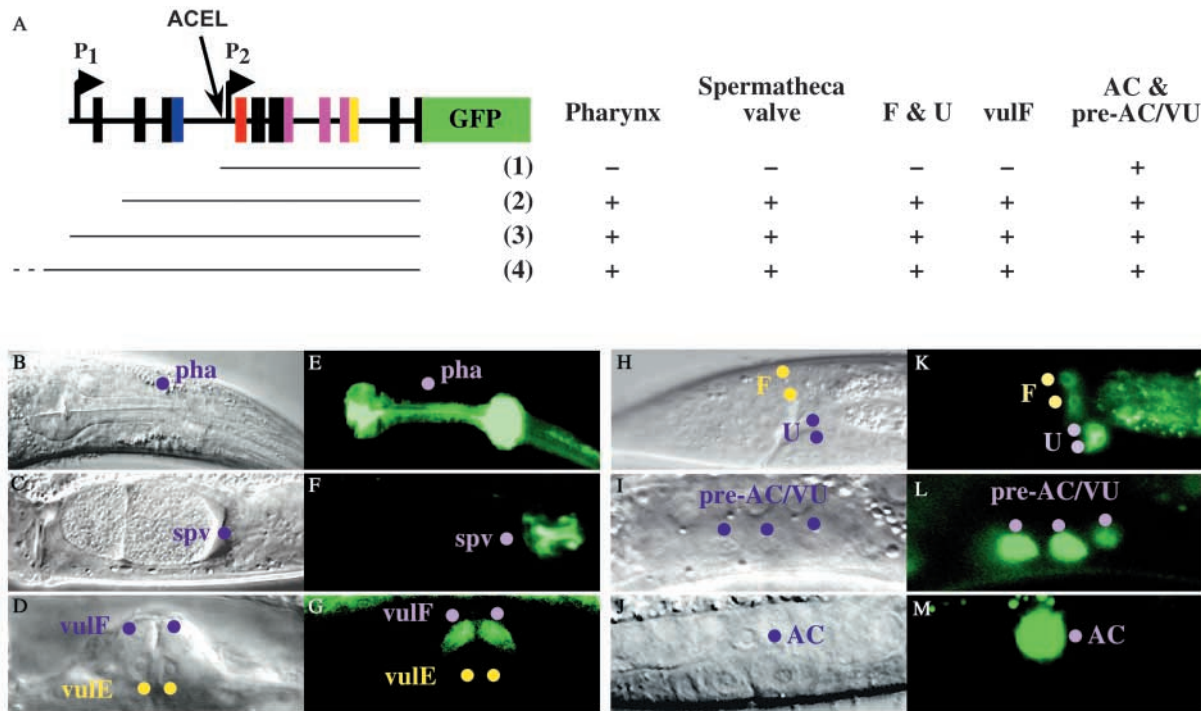 A
ACEL
P1
P2
GFP
Pharynx
Spermatheca
valve
F & U
vulF
AC &
pre-AC/VU
(1) – – – – +
(2) + + + + +
(3) + + + + +
(4) + + + + +
B
pha
E
pha
H
F
U
K
F
U
C
spv
F
spv
I
pre-AC/VU
L
pre-AC/VU
D
vulF
vulE
G
vulF
vulE
J
AC
M
AC